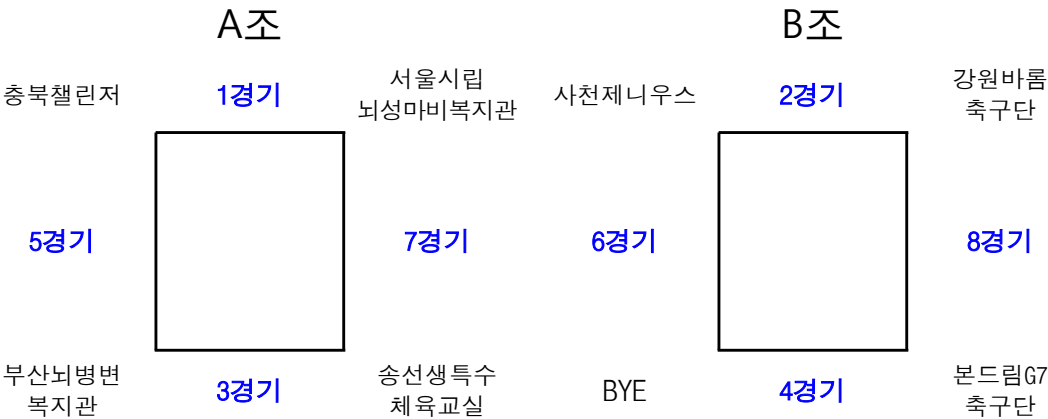 A조
B조
충북챌린저
1경기
서울시립
뇌성마비복지관
사천제니우스
2경기
강원바롬
축구단
5경기
7경기
6경기
8경기
부산뇌병변
복지관
3경기
송선생특수
체육교실
BYE
4경기
본드림G7
축구단